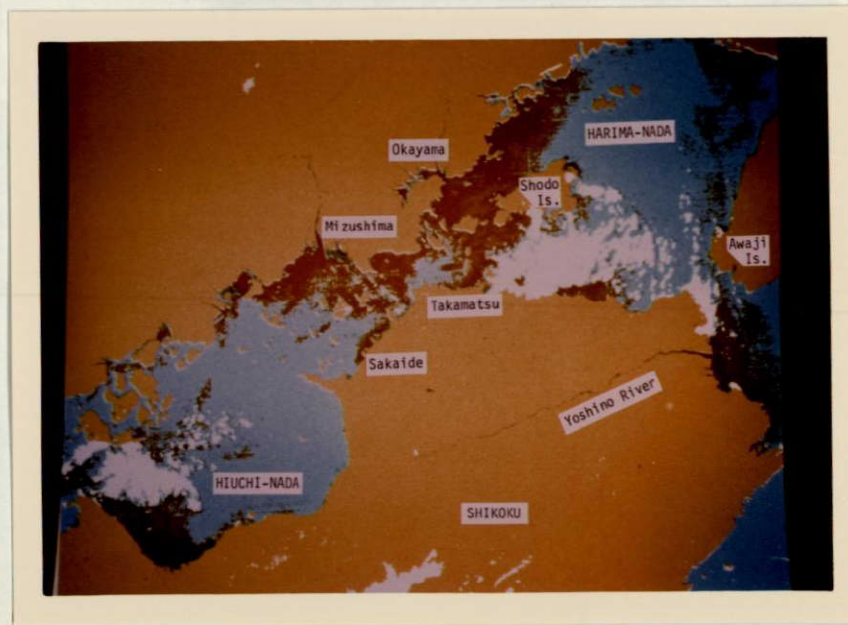 HARIMA-NADA
Okayama
Shodo
Is.
Mizushima
Awaji
Is.
Takamatsu
Sakaide
Yoshino River
HIUCHI-NADA
SHIKOKU